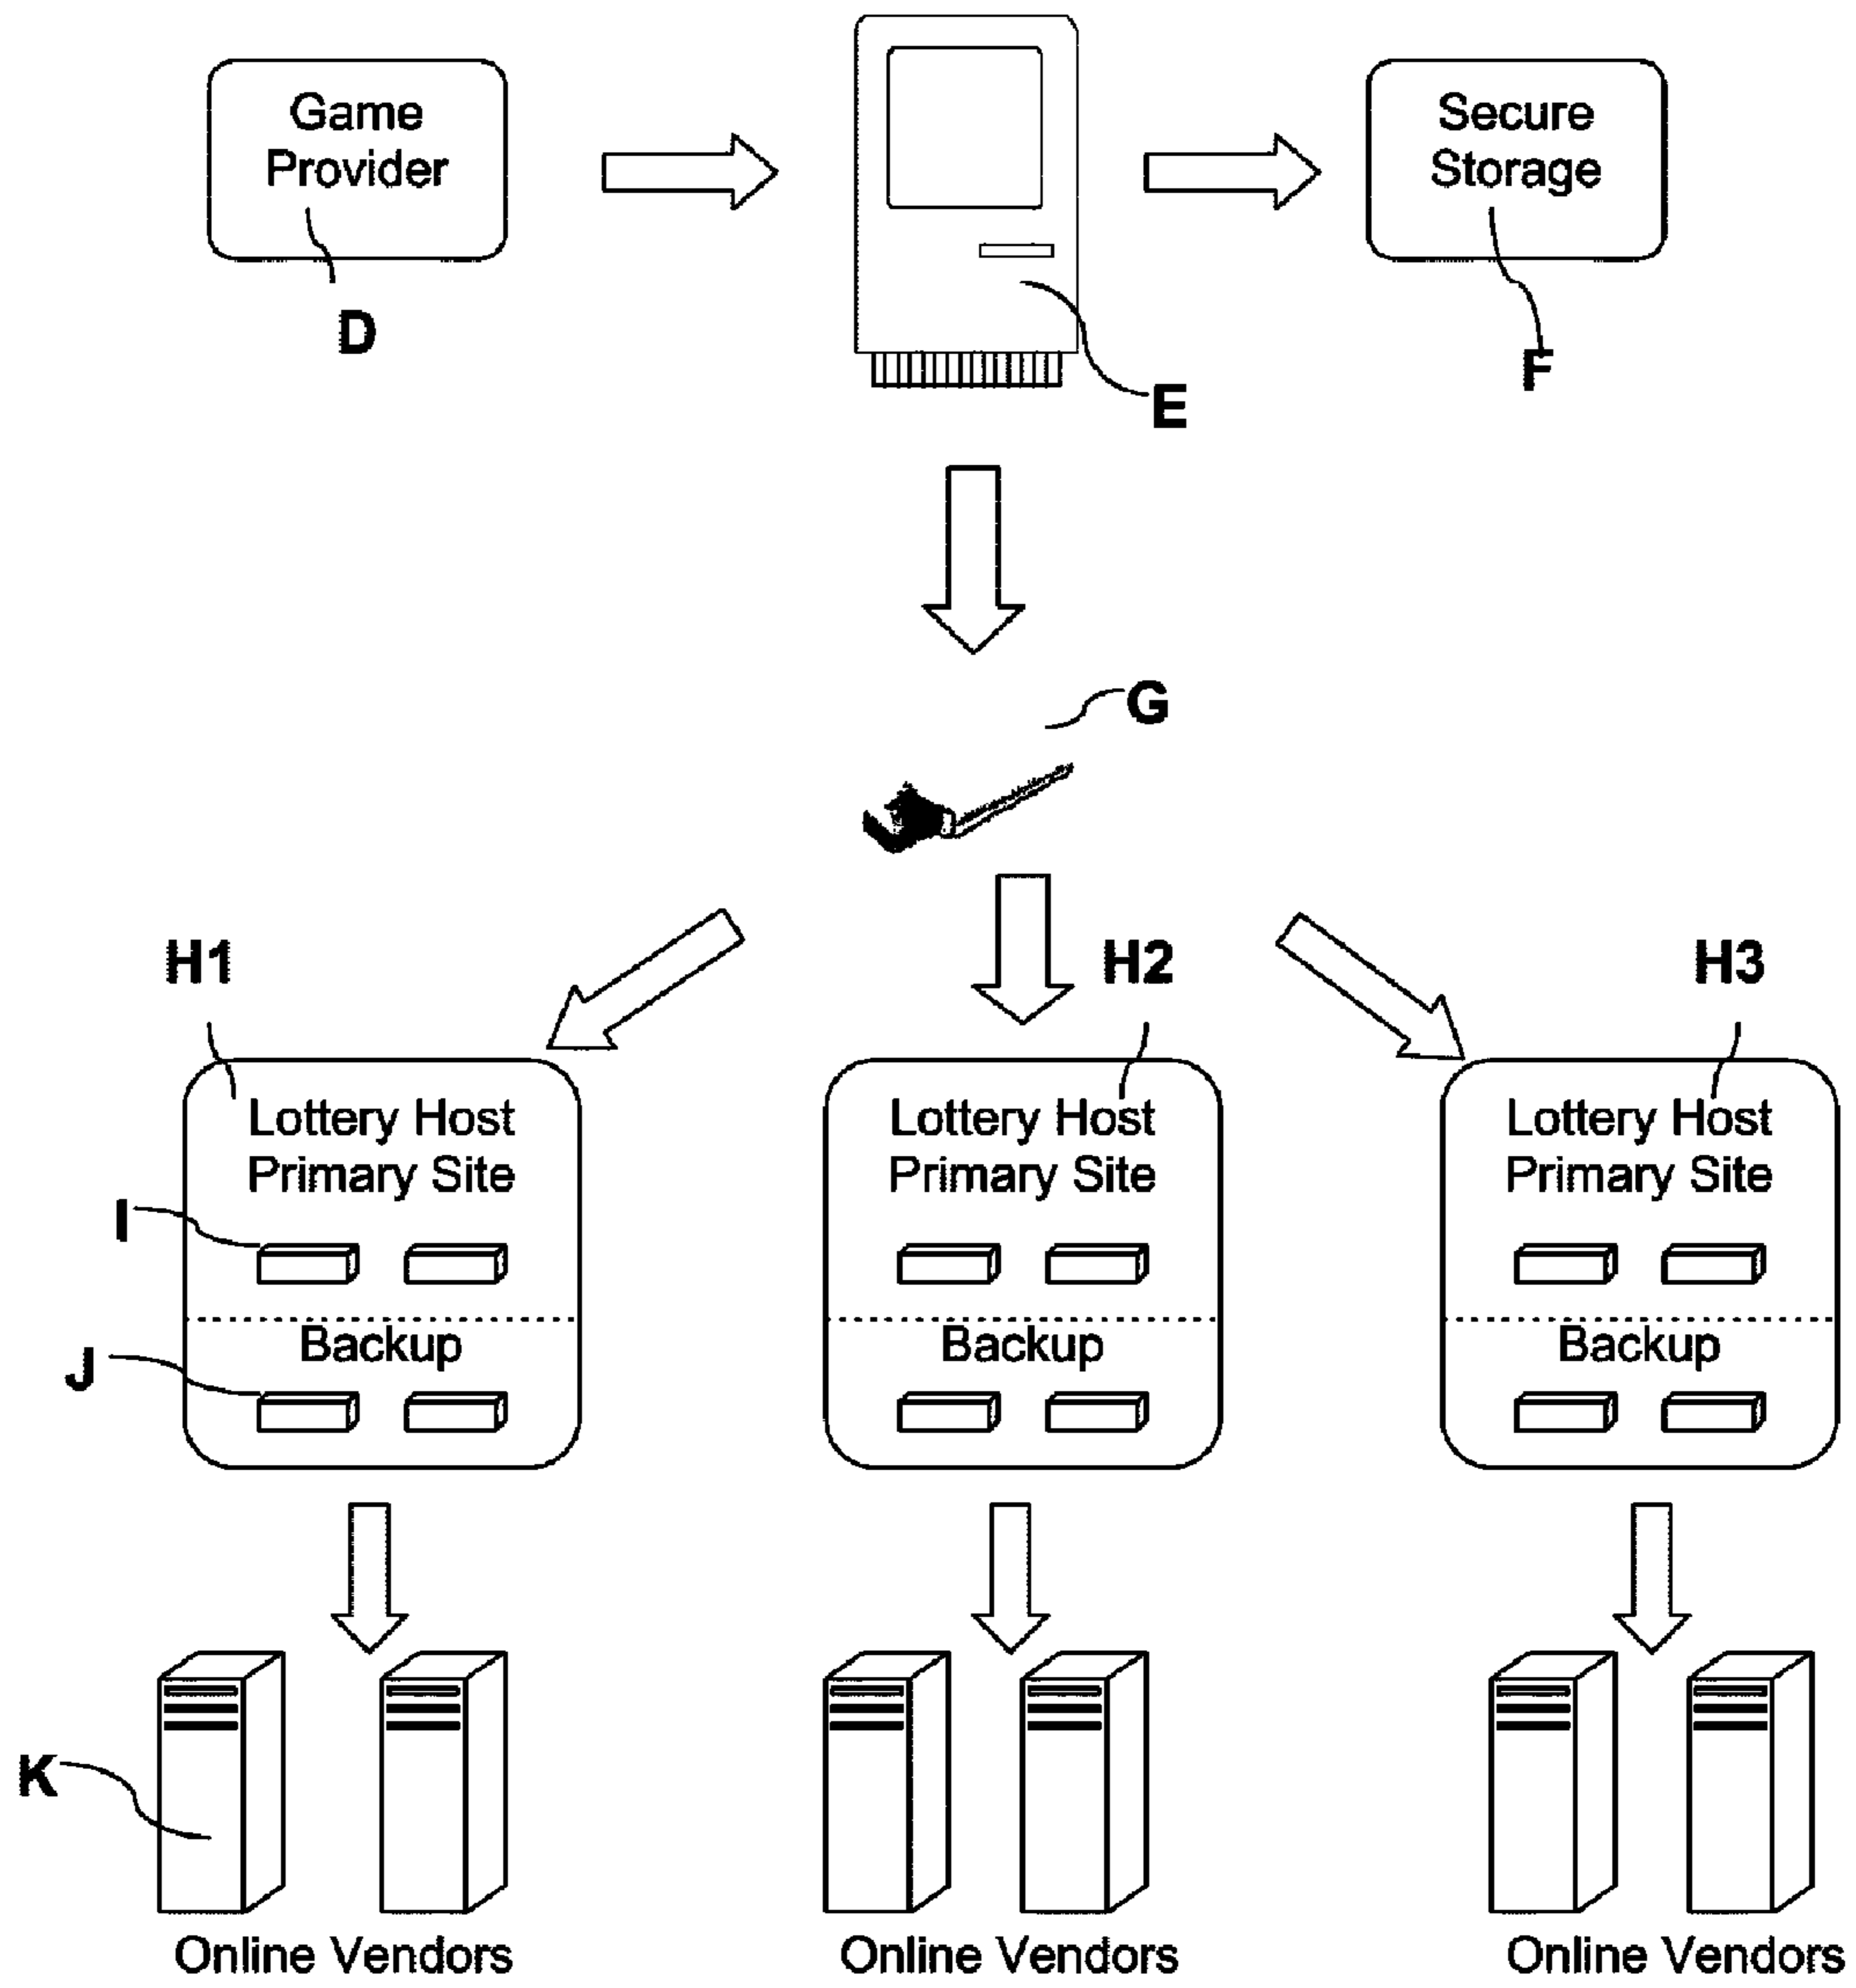 Game
Provider
Secure
Storage
D
F
E
G
H1
H2
H3
Lottery Host
Primary Site
Lottery Host
Primary Site
Lottery Host
Primary Site
I
Backup
Backup
Backup
J
K
Online Vendors
Online Vendors
Online Vendors